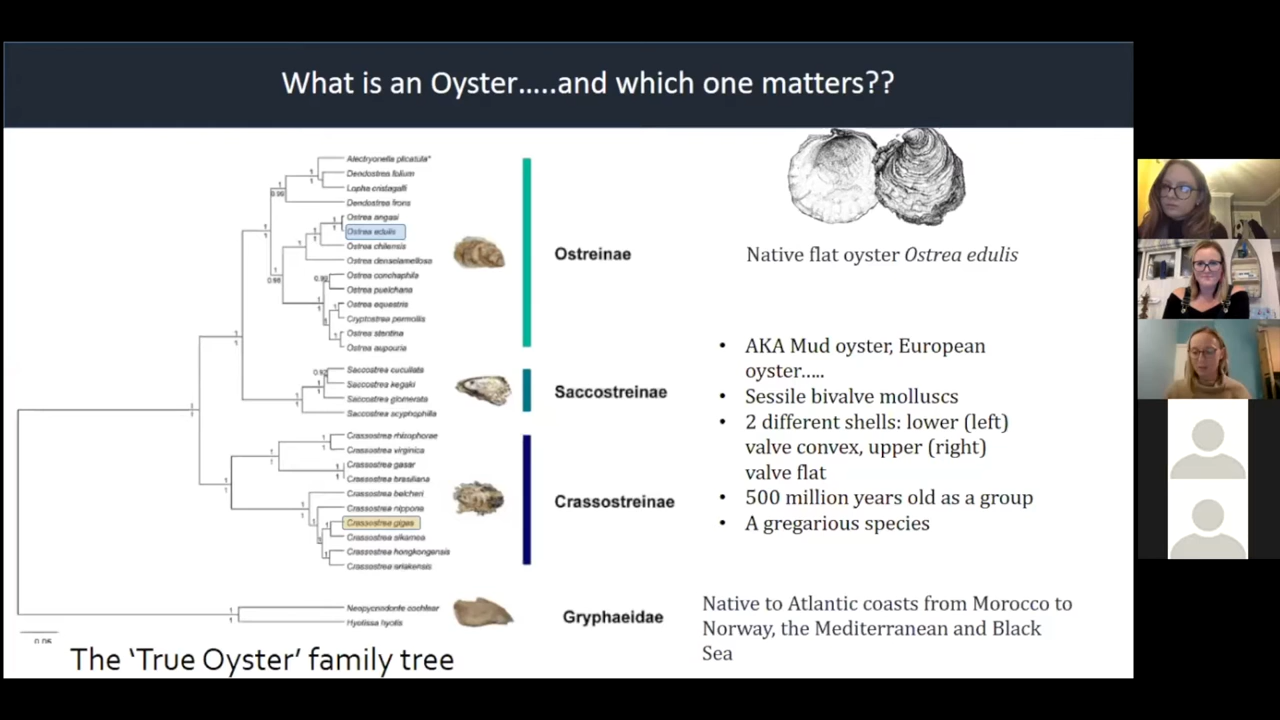 What is an Oyster.....and which one matters??
Alectryonella plicatula*
Dendostrea folium
Lopha cristagalli
Dendostrea frons
Ostrea angasi
Ostrea edulis
Ostrea chilensis
Ostrea denselamellosa
Ostrea conchaphila
Ostrea puelchana
Ostrea equestris
Cryptostrea permollis
Ostrea stentina
Ostrea aupouria
Ostreinae
Saccostrea cucullata
Saccostrea kegaki
Saccostrea glomerata
Saccostrea scyphophilla
Saccostreinae
Crassostrea rhizophorae
Crassostrea virginica
Crassostrea gasar
Crassostrea brasiliana
Crassostrea belcheri
Crassostrea nippona
Crassostrea gigas
Crassostrea sikamea
Crassostrea hongkongensis
Crassostrea ariakensis
Crassostreinae
Neopycnodonte cochlear
Hyotissa hyotis
Gryphaeidae
The ‘True Oyster’ family tree
Native flat oyster Ostrea edulis
• AKA Mud oyster, European
oyster.....
• Sessile bivalve molluscs
• 2 different shells: lower (left)
valve convex, upper (right)
valve flat
• 500 million years old as a group
• A gregarious species
Native to Atlantic coasts from Morocco to
Norway, the Mediterranean and Black
Sea